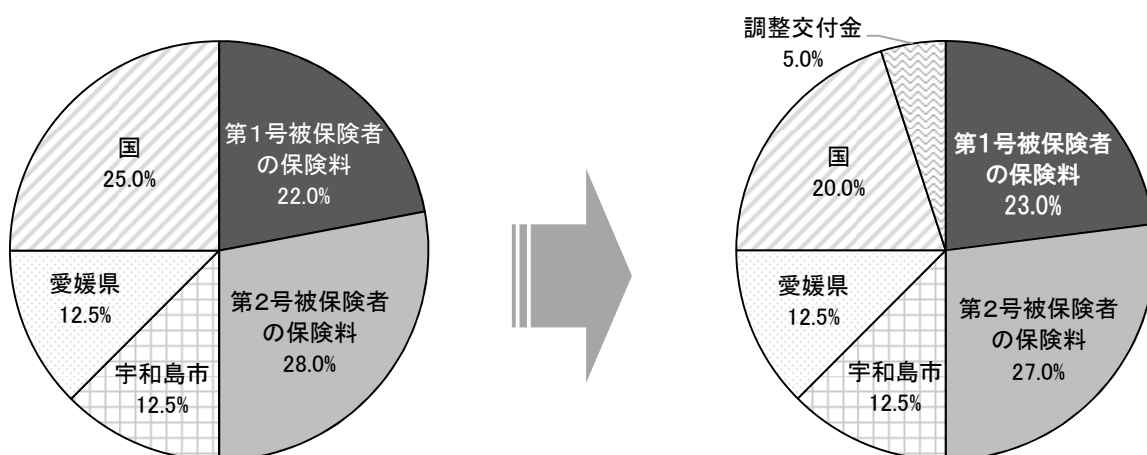 国
25.0%
第1号被保険者
の保険料
22.0%
愛媛県
12.5%
第2号被保険者
の保険料
28.0%
宇和島市
12.5%
調整交付金
5.0%
国
20.0%
第1号被保険者
の保険料
23.0%
愛媛県
12.5%
第2号被保険者
の保険料
27.0%
宇和島市
12.5%